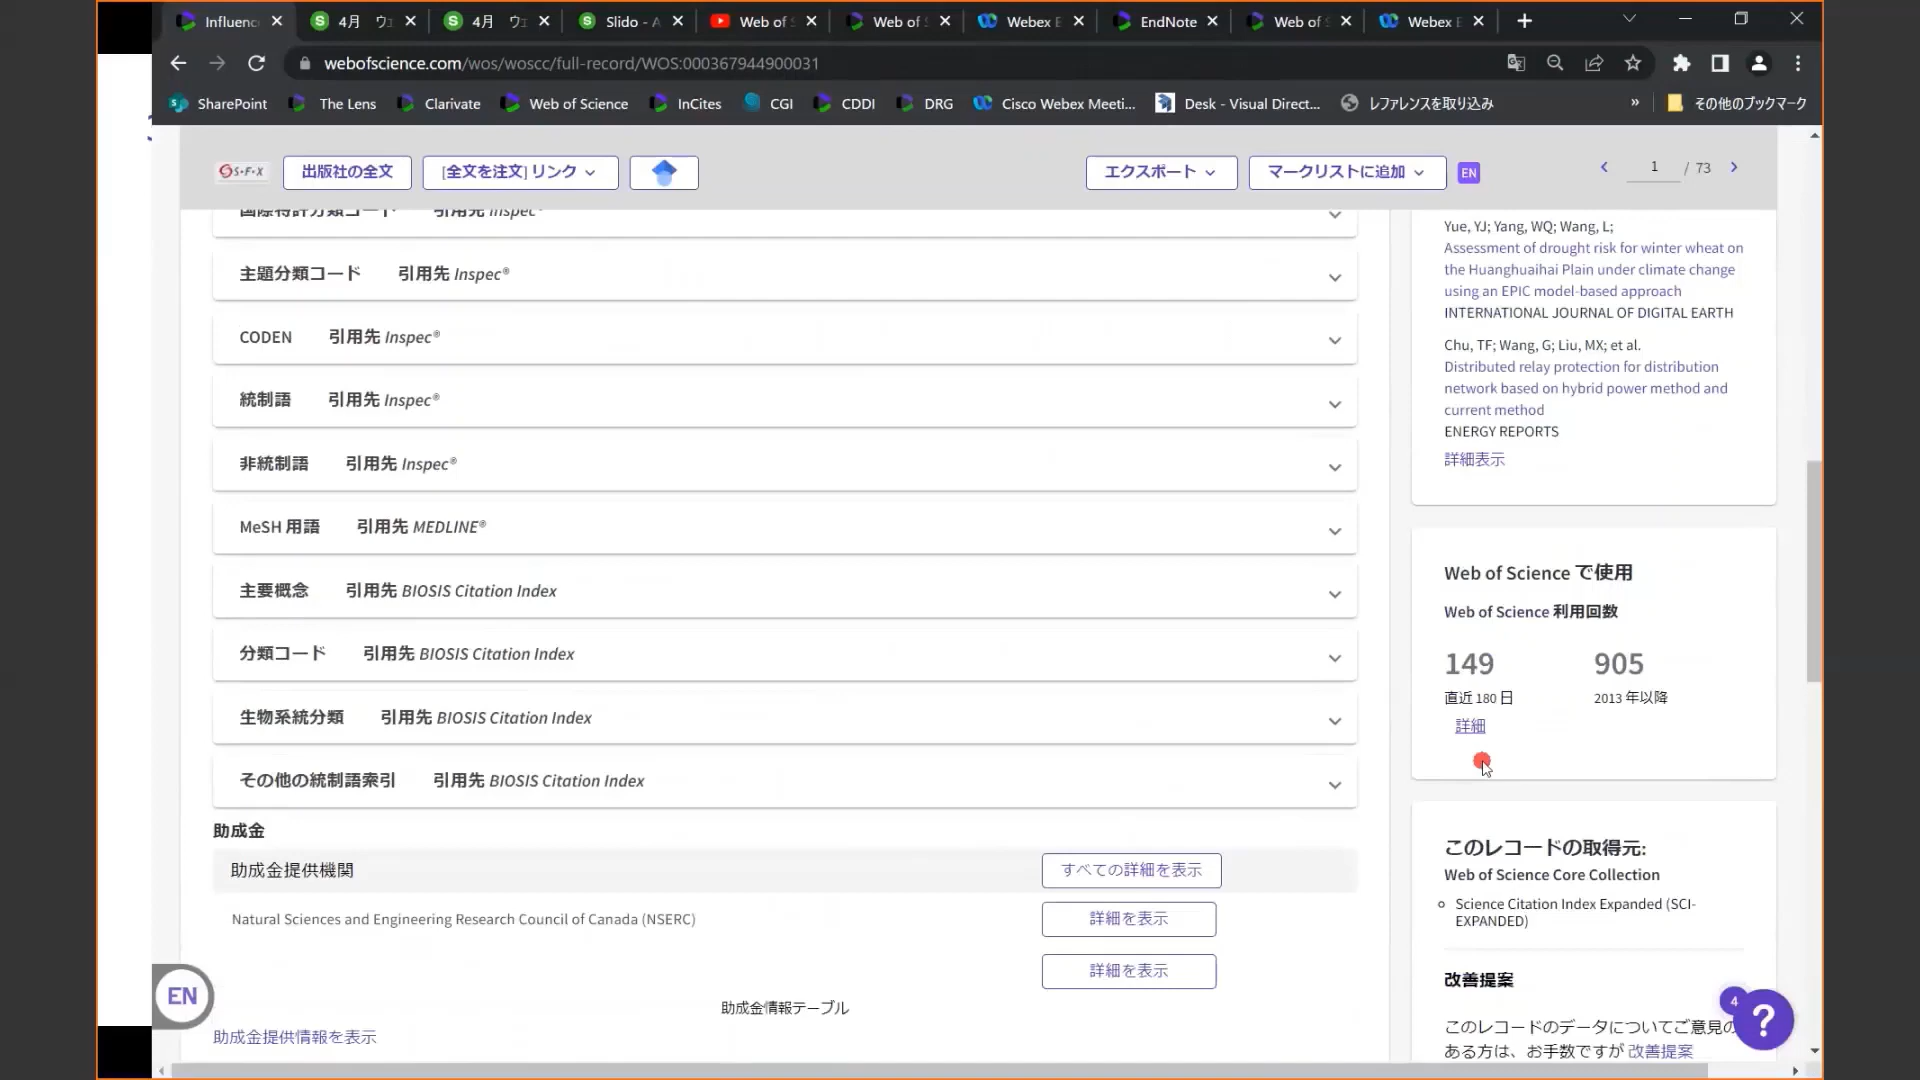 Influenc
4月 ウェ
4月 ウェ
Slido - A
Web of S
Web of S
Webex E
EndNote
Web of S
Webex E
webofscience.com/wos/woscc/full-record/WOS:000367944900031
SharePoint
The Lens
Clarivate
Web of Science
InCites
CGI
CDDI
DRG
Cisco Webex Meeti...
Desk - Visual Direct...
レファレンスを取り込み
»
その他のブックマーク
S·F·X
出版社の全文
[全文を注文] リンク
エクスポート
マークリストに追加
EN
1 / 73
国際特許分類コード 引用先 Inspec®
主題分類コード 引用先 Inspec®
CODEN 引用先 Inspec®
統制語 引用先 Inspec®
非統制語 引用先 Inspec®
MeSH 用語 引用先 MEDLINE®
主要概念 引用先 BIOSIS Citation Index
分類コード 引用先 BIOSIS Citation Index
生物系統分類 引用先 BIOSIS Citation Index
その他の統制語索引 引用先 BIOSIS Citation Index
助成金
助成金提供機関 すべての詳細を表示
Natural Sciences and Engineering Research Council of Canada (NSERC) 詳細を表示
詳細を表示
助成金情報テーブル
助成金提供情報を表示
EN
Yue, YJ; Yang, WQ; Wang, L;
Assessment of drought risk for winter wheat on
the Huanghuaihai Plain under climate change
using an EPIC model-based approach
INTERNATIONAL JOURNAL OF DIGITAL EARTH
Chu, TF; Wang, G; Liu, MX; et al.
Distributed relay protection for distribution
network based on hybrid power method and
current method
ENERGY REPORTS
詳細表示
Web of Science で使用
Web of Science 利用回数
149 905
直近 180 日 2013 年以降
詳細
このレコードの取得元:
Web of Science Core Collection
Science Citation Index Expanded (SCI-
EXPANDED)
改善提案
このレコードのデータについてご意見の
ある方は、お手数ですが 改善提案
4
?